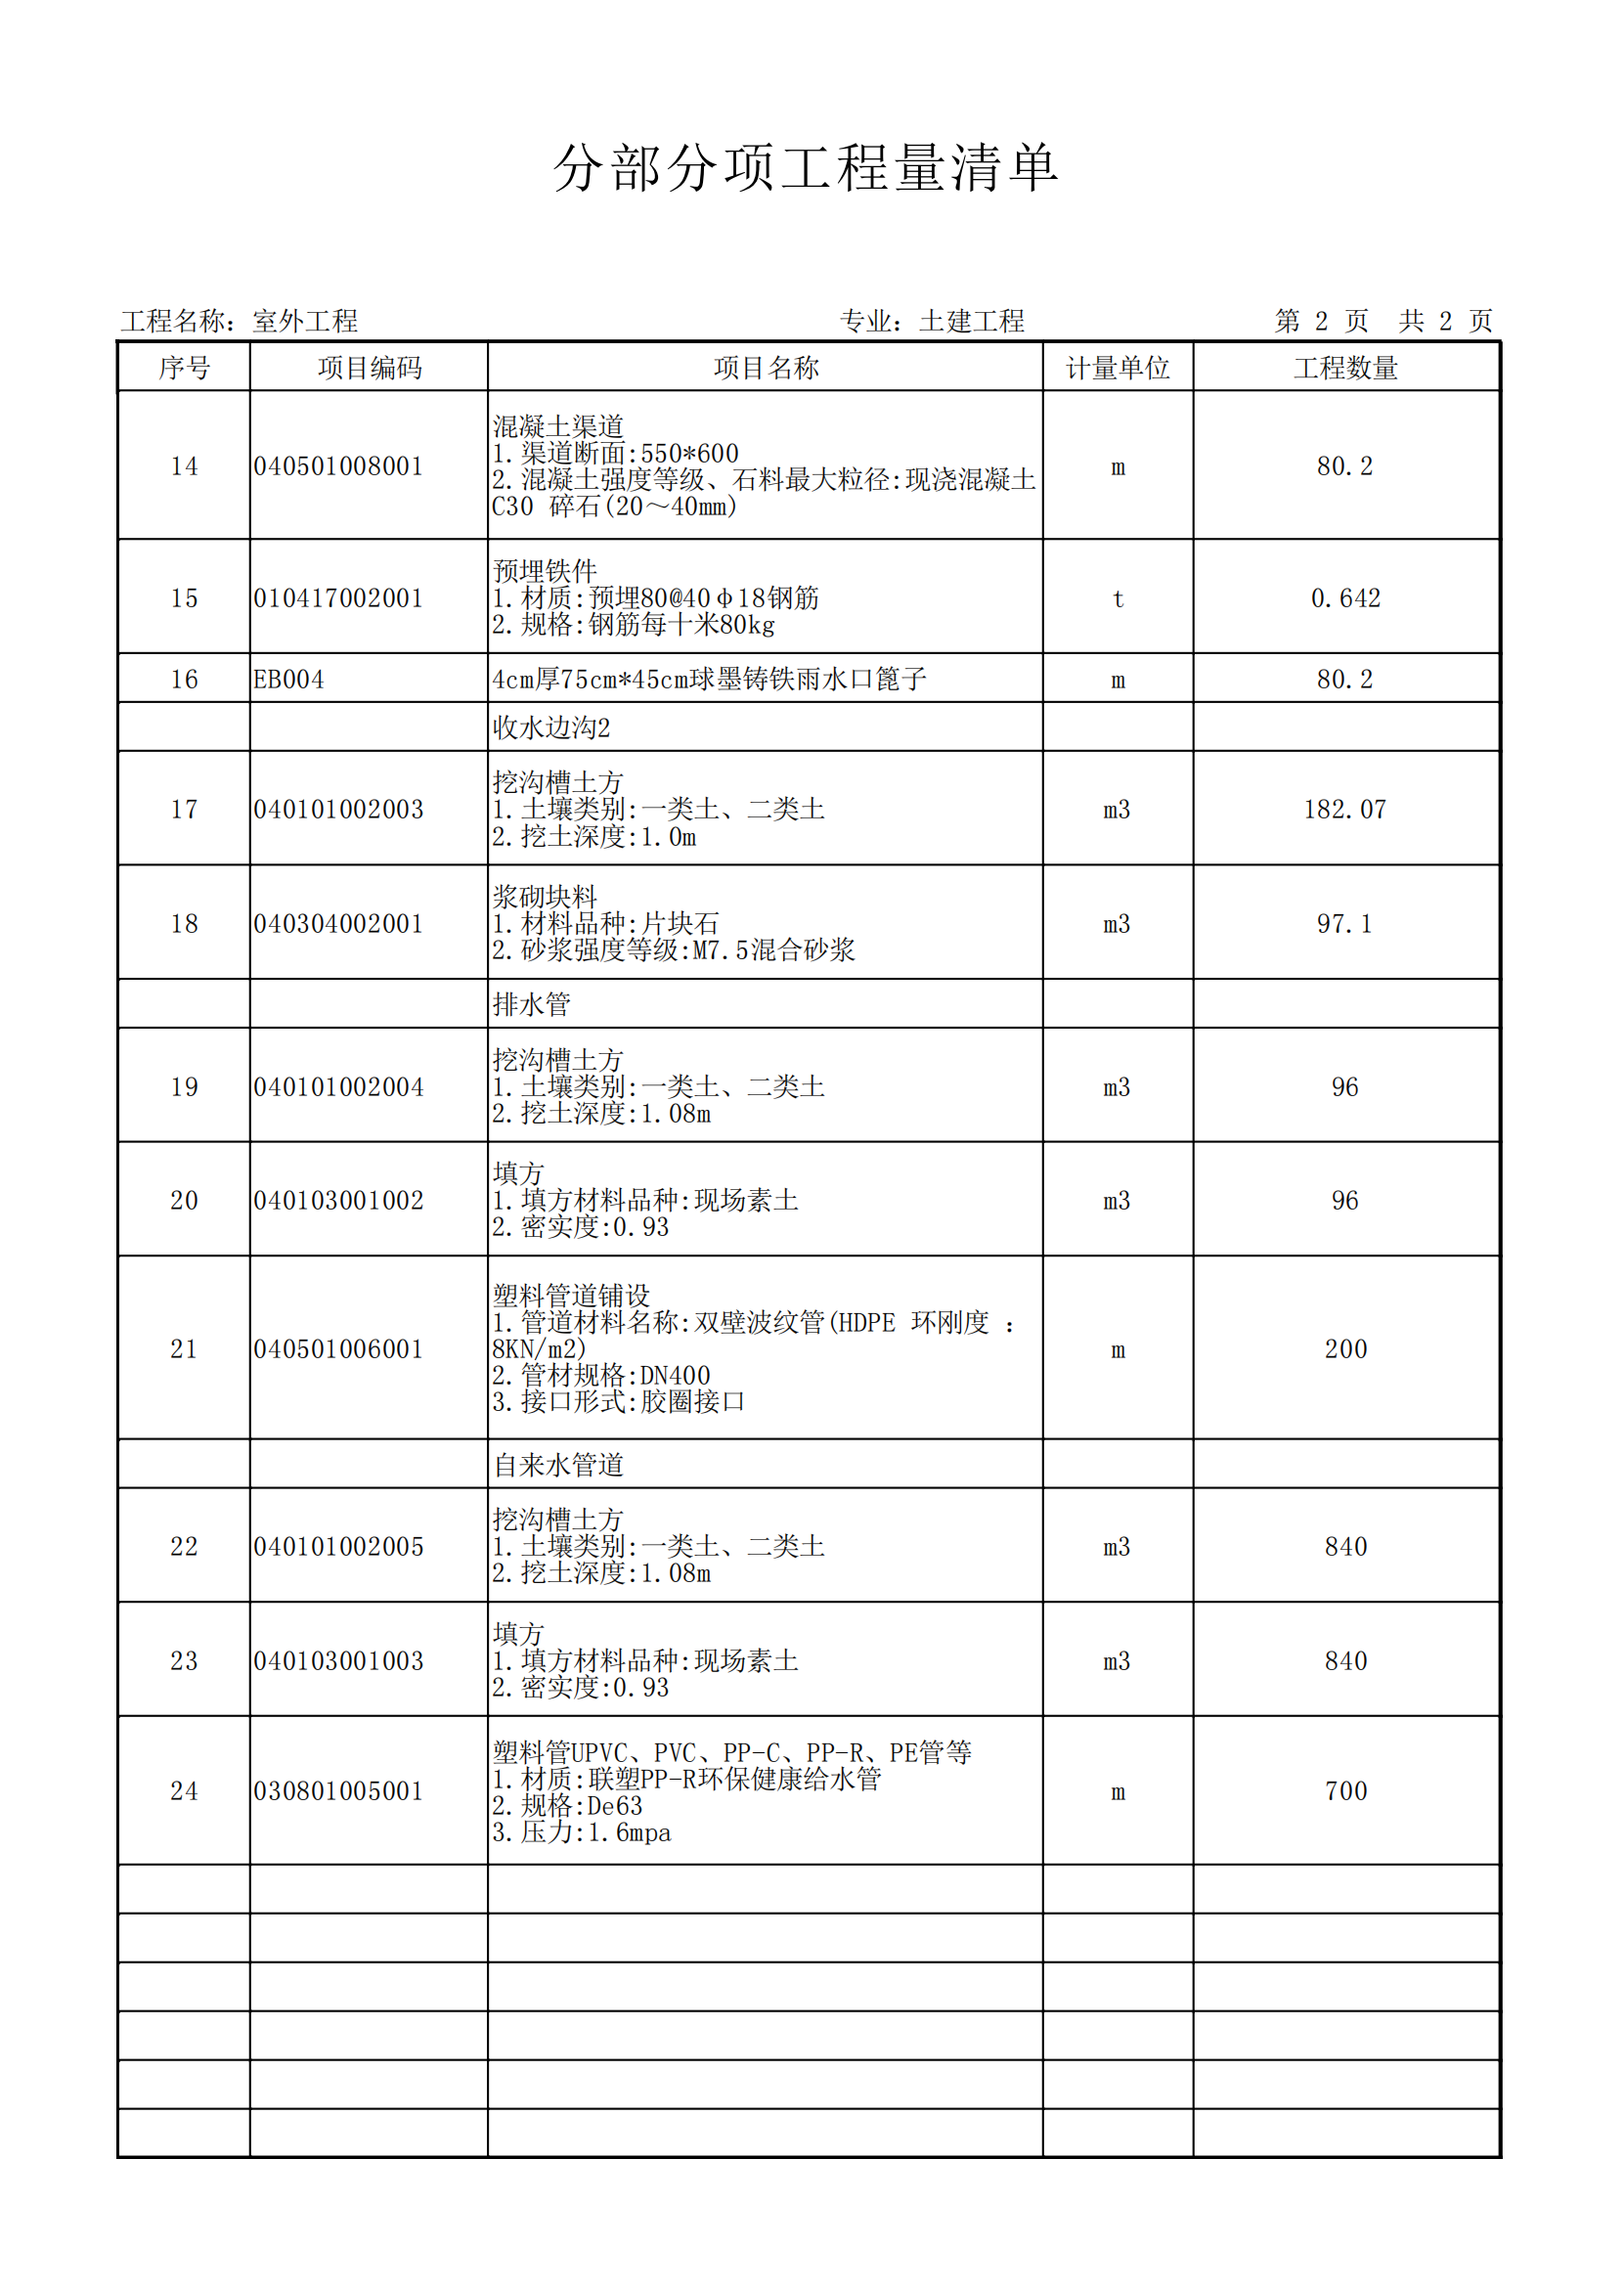 分部分项工程量清单
工程名称：室外工程 专业：土建工程 第 2 页 共 2 页
序号 项目编码 项目名称 计量单位 工程数量
14 040501008001 混凝土渠道
1.渠道断面:550*600
2.混凝土强度等级、石料最大粒径:现浇混凝土
C30 碎石(20～40mm) m 80.2
15 010417002001 预埋铁件
1.材质:预埋80@40φ18钢筋
2.规格:钢筋每十米80kg t 0.642
16 EB004 4cm厚75cm*45cm球墨铸铁雨水口篦子 m 80.2
收水边沟2
17 040101002003 挖沟槽土方
1.土壤类别:一类土、二类土
2.挖土深度:1.0m m3 182.07
18 040304002001 浆砌块料
1.材料品种:片块石
2.砂浆强度等级:M7.5混合砂浆 m3 97.1
排水管
19 040101002004 挖沟槽土方
1.土壤类别:一类土、二类土
2.挖土深度:1.08m m3 96
20 040103001002 填方
1.填方材料品种:现场素土
2.密实度:0.93 m3 96
21 040501006001 塑料管道铺设
1.管道材料名称:双壁波纹管(HDPE 环刚度 ：
8KN/m2)
2.管材规格:DN400
3.接口形式:胶圈接口 m 200
自来水管道
22 040101002005 挖沟槽土方
1.土壤类别:一类土、二类土
2.挖土深度:1.08m m3 840
23 040103001003 填方
1.填方材料品种:现场素土
2.密实度:0.93 m3 840
24 030801005001 塑料管UPVC、PVC、PP-C、PP-R、PE管等
1.材质:联塑PP-R环保健康给水管
2.规格:De63
3.压力:1.6mpa m 700